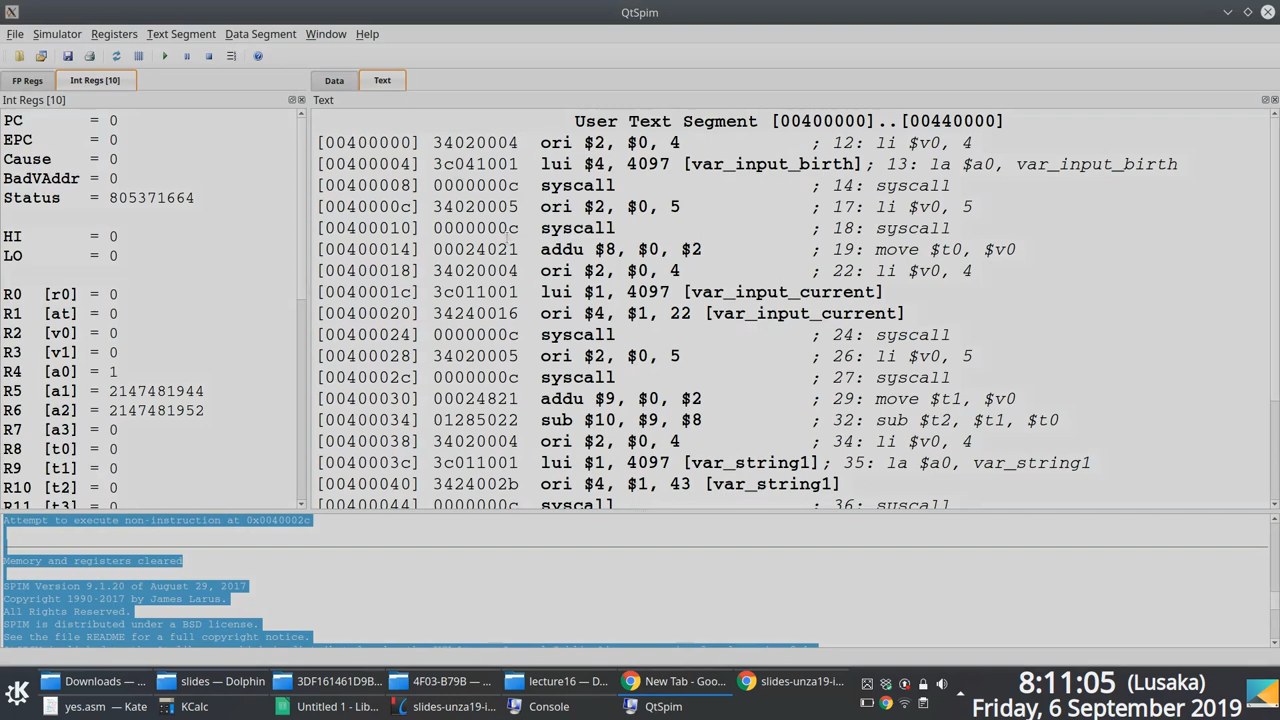 QtSpim
File Simulator Registers Text Segment Data Segment Window Help
FP Regs Int Regs [10] Data Text
Int Regs [10] Text
PC = 0
EPC = 0
Cause = 0
BadVAddr = 0
Status = 805371664
HI = 0
LO = 0
R0 [r0] = 0
R1 [at] = 0
R2 [v0] = 0
R3 [v1] = 0
R4 [a0] = 1
R5 [a1] = 2147481944
R6 [a2] = 2147481952
R7 [a3] = 0
R8 [t0] = 0
R9 [t1] = 0
R10 [t2] = 0
R11 [t3] = 0
User Text Segment [00400000]..[00440000]
[00400000] 34020004 ori $2, $0, 4 ; 12: li $v0, 4
[00400004] 3c041001 lui $4, 4097 [var_input_birth]; 13: la $a0, var_input_birth
[00400008] 0000000c syscall ; 14: syscall
[0040000c] 34020005 ori $2, $0, 5 ; 17: li $v0, 5
[00400010] 0000000c syscall ; 18: syscall
[00400014] 00024021 addu $8, $0, $2 ; 19: move $t0, $v0
[00400018] 34020004 ori $2, $0, 4 ; 22: li $v0, 4
[0040001c] 3c011001 lui $1, 4097 [var_input_current]
[00400020] 34240016 ori $4, $1, 22 [var_input_current]
[00400024] 0000000c syscall ; 24: syscall
[00400028] 34020005 ori $2, $0, 5 ; 26: li $v0, 5
[0040002c] 0000000c syscall ; 27: syscall
[00400030] 00024821 addu $9, $0, $2 ; 29: move $t1, $v0
[00400034] 01285022 sub $10, $9, $8 ; 32: sub $t2, $t1, $t0
[00400038] 34020004 ori $2, $0, 4 ; 34: li $v0, 4
[0040003c] 3c011001 lui $1, 4097 [var_string1]; 35: la $a0, var_string1
[00400040] 3424002b ori $4, $1, 43 [var_string1]
[00400044] 0000000c syscall ; 36: syscall
Attempt to execute non-instruction at 0x0040002c
Memory and registers cleared
SPIM Version 9.1.20 of August 29, 2017
Copyright 1990-2017 by James Larus.
All Rights Reserved.
SPIM is distributed under a BSD license.
See the file README for a full copyright notice.
Downloads — ... slides — Dolphin 3DF161461D9B... 4F03-B79B — ... lecture16 — D... New Tab - Goo... slides-unza19-i...
yes.asm — Kate KCalc Untitled 1 - Lib... slides-unza19-i... Console QtSpim
8:11:05 (Lusaka)
Friday, 6 September 2019